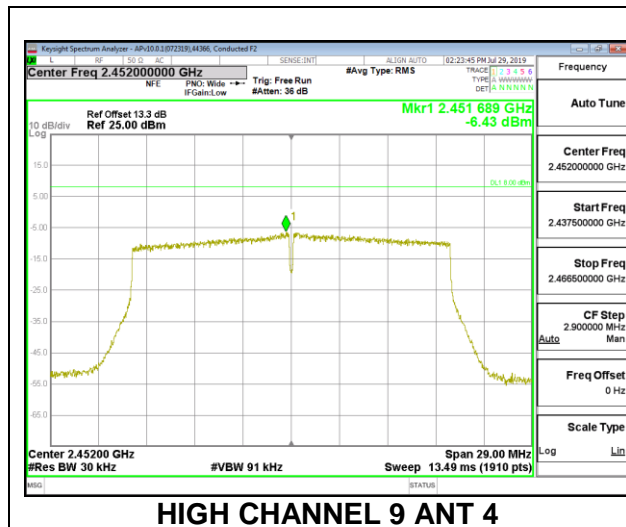 Keysight Spectrum Analyzer - APv10.0.1(072319),44366, Conducted F2
L RF 50 Ω AC SENSE:INT ALIGN AUTO 02:23:45 PM Jul 29, 2019
Center Freq 2.452000000 GHz #Avg Type: RMS TRACE 1 2 3 4 5 6
NFE PNO: Wide Trig: Free Run TYPE A WWWWW
IFGain:Low #Atten: 36 dB DET A N N N N N
Mkr1 2.451 689 GHz
-6.43 dBm
Ref Offset 13.3 dB
10 dB/div Ref 25.00 dBm
Log
15.0
DL1 8.00 dBm
5.00
1
-5.00
-15.0
-25.0
-35.0
-45.0
-55.0
-65.0
Center 2.45200 GHz Span 29.00 MHz
#Res BW 30 kHz #VBW 91 kHz Sweep 13.49 ms (1910 pts)
MSG STATUS
Frequency
Auto Tune
Center Freq
2.452000000 GHz
Start Freq
2.437500000 GHz
Stop Freq
2.466500000 GHz
CF Step
2.900000 MHz
Auto Man
Freq Offset
0 Hz
Scale Type
Log Lin
HIGH CHANNEL 9 ANT 4